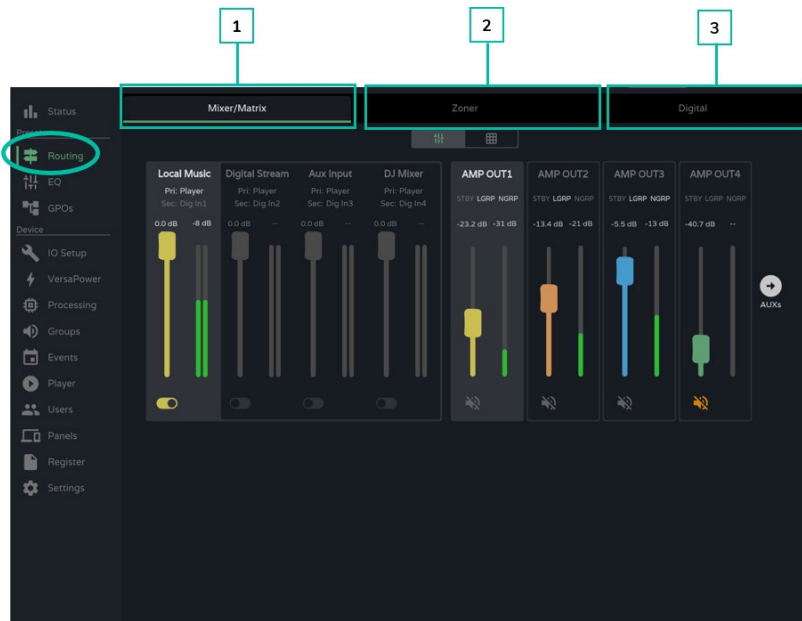 1
2
3
Status
Mixer/Matrix
Zoner
Digital
Presets
Routing
EQ
GPOs
Device
IO Setup
VersaPower
Processing
Groups
Events
Player
Users
Panels
Register
Settings
Local Music
Pri: Player
Sec: Dig In1
0.0 dB -8 dB
Digital Stream
Pri: Player
Sec: Dig In2
0.0 dB --
Aux Input
Pri: Player
Sec: Dig In3
0.0 dB --
DJ Mixer
Pri: Player
Sec: Dig In4
0.0 dB --
AMP OUT1
STBY LGRP NGRP
-23.2 dB -31 dB
AMP OUT2
STBY LGRP NGRP
-13.4 dB -21 dB
AMP OUT3
STBY LGRP NGRP
-5.5 dB -13 dB
AMP OUT4
STBY LGRP NGRP
-40.7 dB --
AUXs